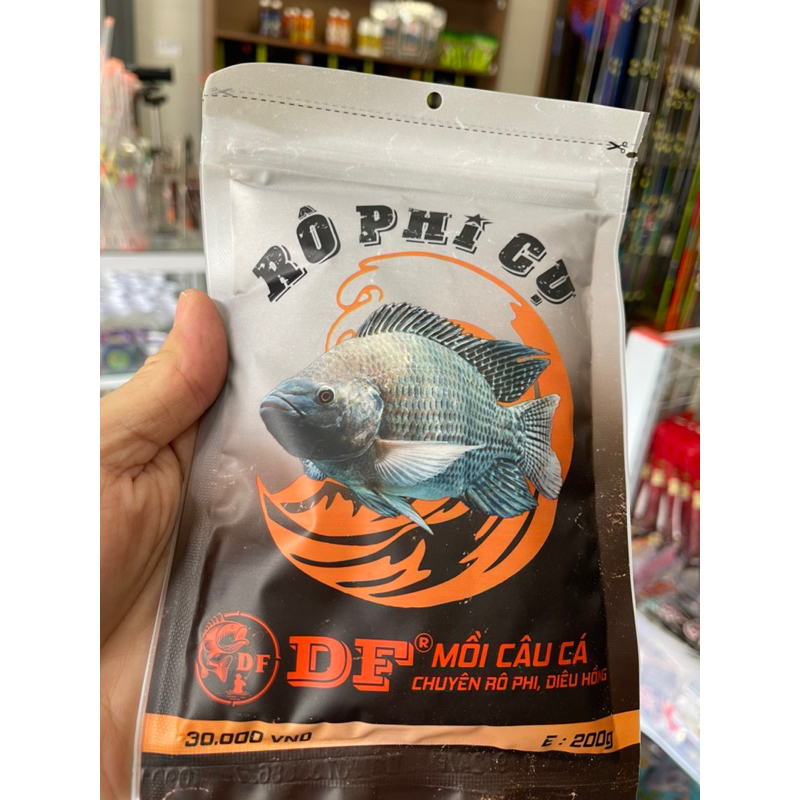 RÔ PHI CỤ
DF
DF® MỒI CÂU CÁ
CHUYÊN RÔ PHI, DIÊU HỒNG
30.000 VND
E : 200g